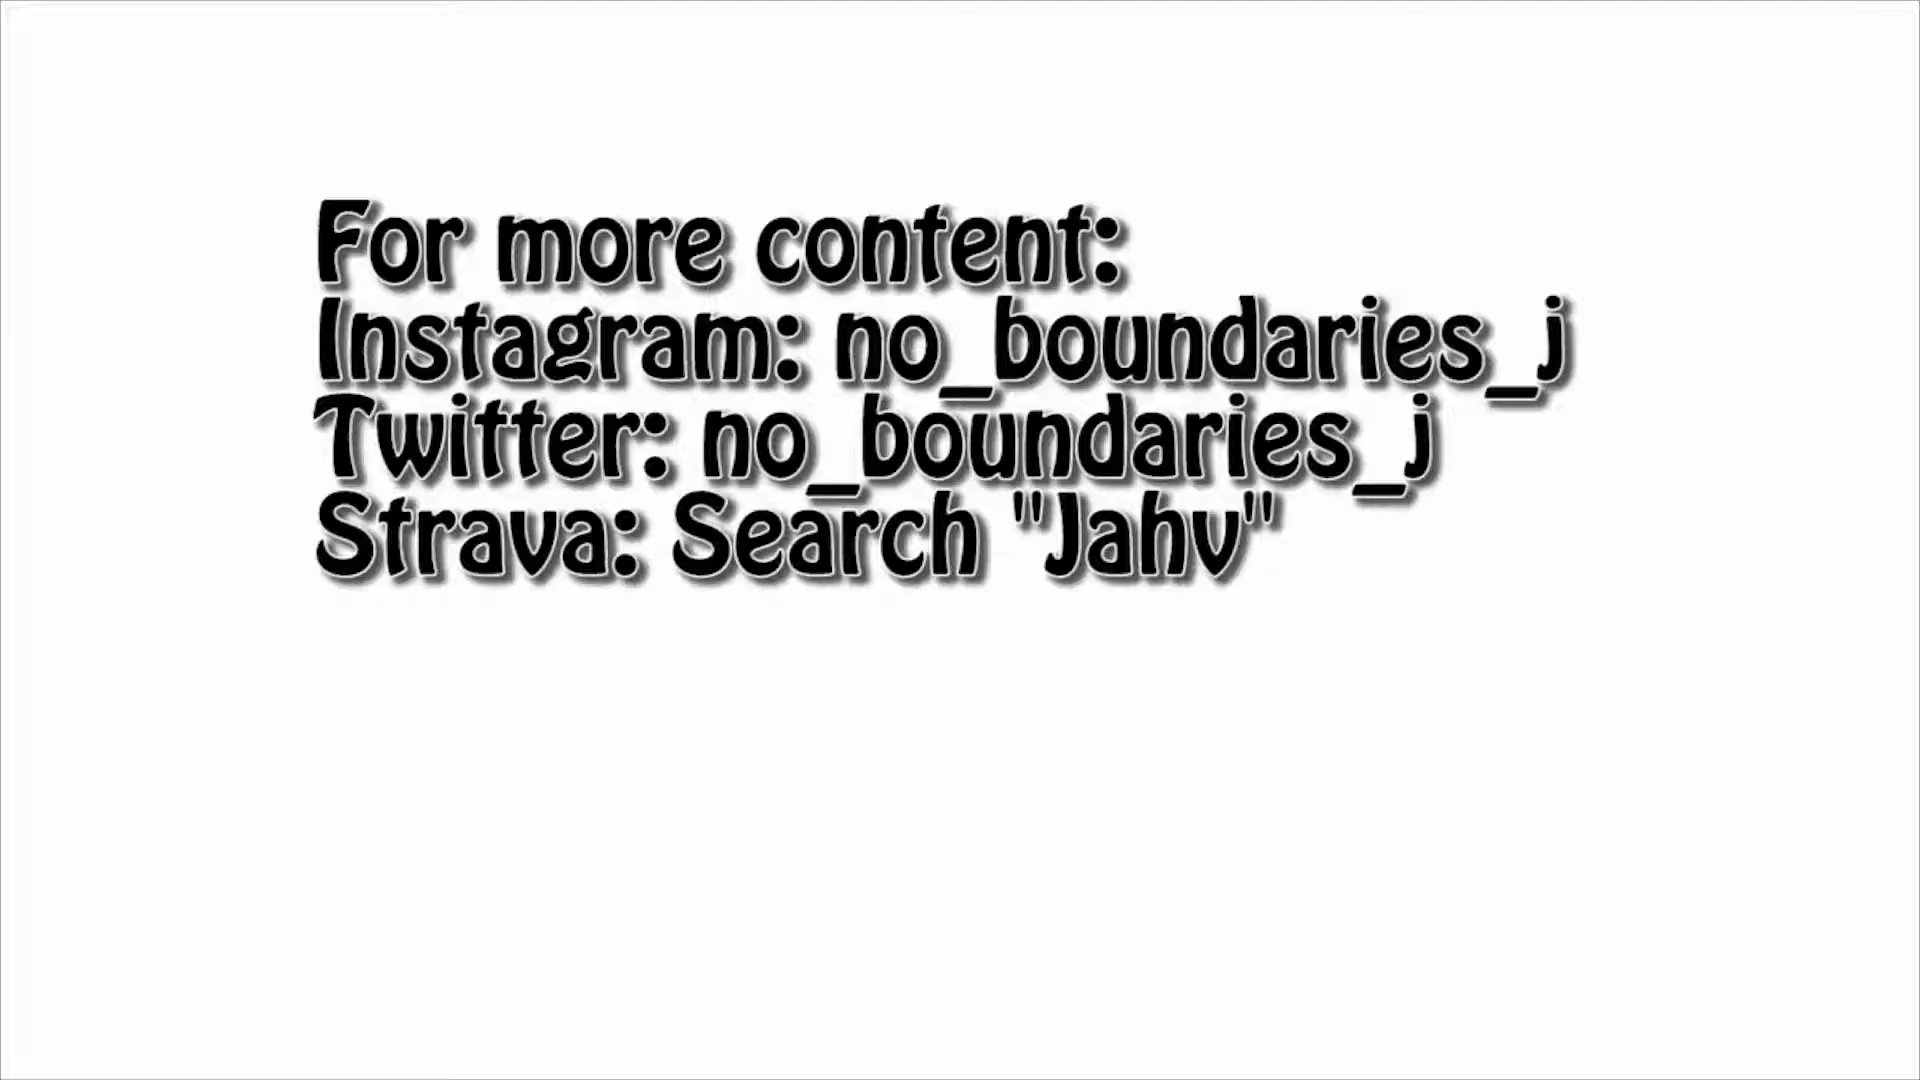 For more content:
Instagram: no_boundaries_j
Twitter: no_boundaries_j
Strava: Search "Jahv"